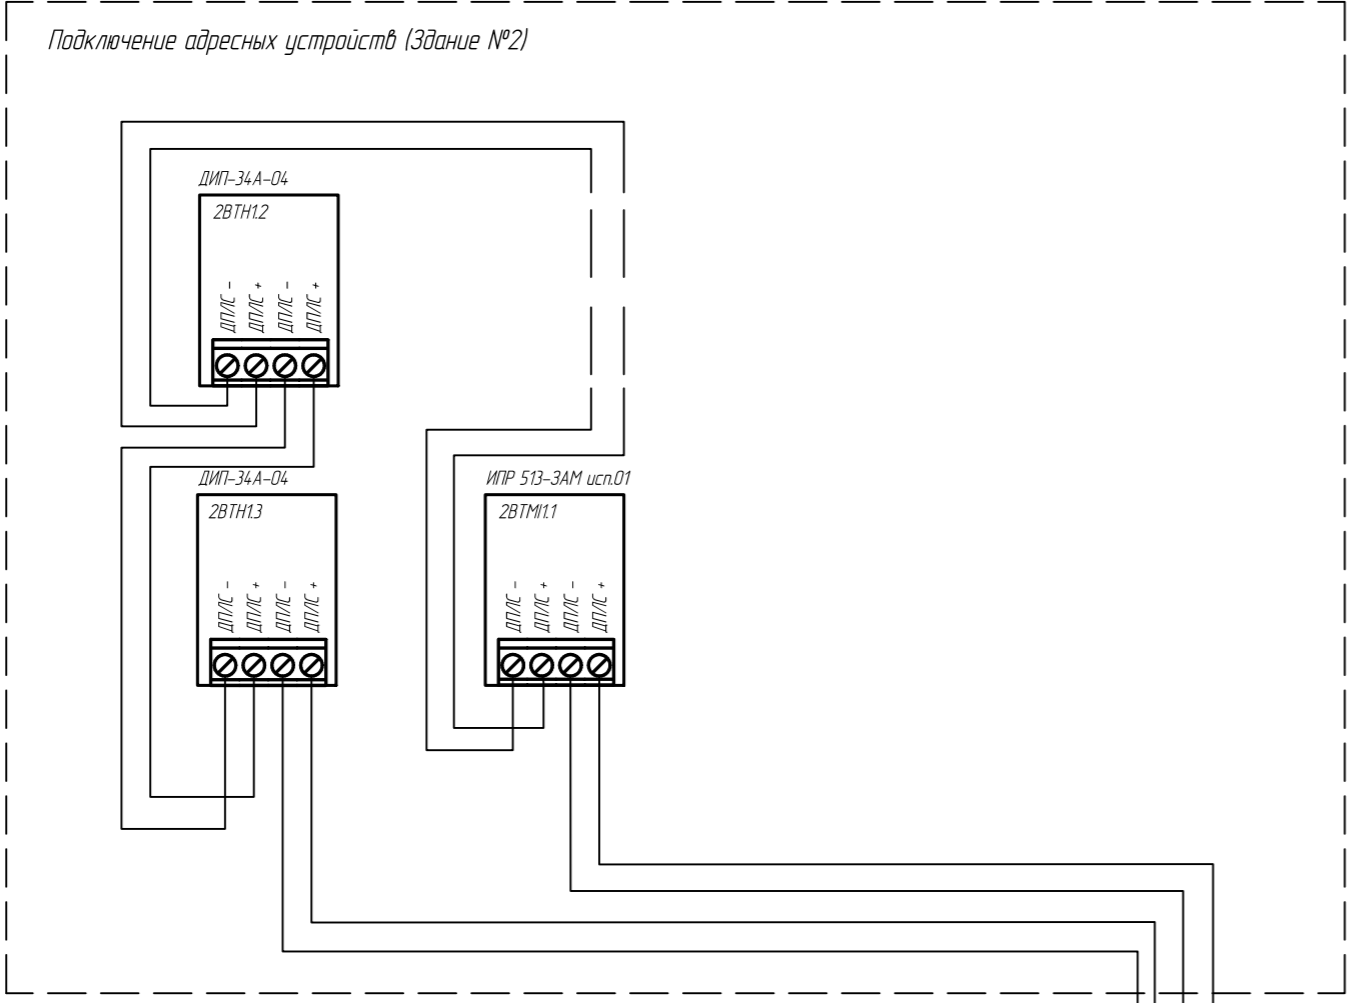 Подключение адресных устройств (Здание №2)
ДИП-34А-04
2ВТН1.2
ДПЛС -
ДПЛС +
ДПЛС -
ДПЛС +
ДИП-34А-04
2ВТН1.3
ДПЛС -
ДПЛС +
ДПЛС -
ДПЛС +
ИПР 513-3АМ исп.01
2ВТМI1.1
ДПЛС -
ДПЛС +
ДПЛС -
ДПЛС +